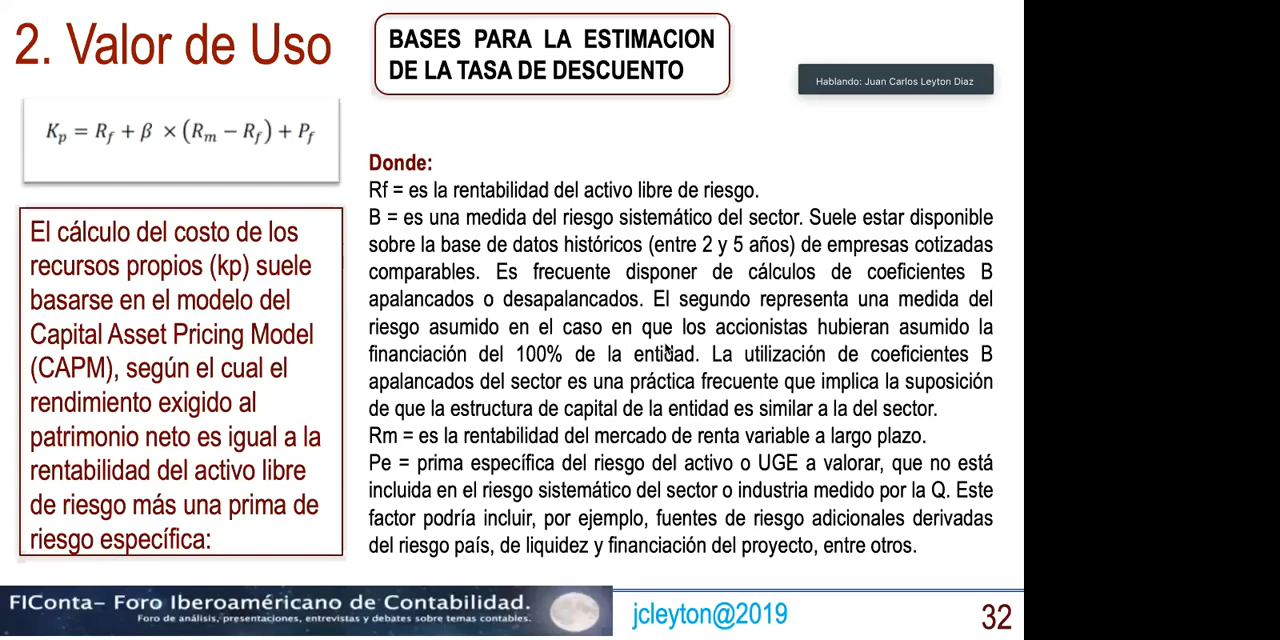 2. Valor de Uso
BASES PARA LA ESTIMACION
DE LA TASA DE DESCUENTO
Hablando: Juan Carlos Leyton Diaz
Kp = Rf + β × (Rm − Rf) + Pf
El cálculo del costo de los
recursos propios (kp) suele
basarse en el modelo del
Capital Asset Pricing Model
(CAPM), según el cual el
rendimiento exigido al
patrimonio neto es igual a la
rentabilidad del activo libre
de riesgo más una prima de
riesgo específica:
Donde:
Rf = es la rentabilidad del activo libre de riesgo.
B = es una medida del riesgo sistemático del sector. Suele estar disponible
sobre la base de datos históricos (entre 2 y 5 años) de empresas cotizadas
comparables. Es frecuente disponer de cálculos de coeficientes B
apalancados o desapalancados. El segundo representa una medida del
riesgo asumido en el caso en que los accionistas hubieran asumido la
financiación del 100% de la entidad. La utilización de coeficientes B
apalancados del sector es una práctica frecuente que implica la suposición
de que la estructura de capital de la entidad es similar a la del sector.
Rm = es la rentabilidad del mercado de renta variable a largo plazo.
Pe = prima específica del riesgo del activo o UGE a valorar, que no está
incluida en el riesgo sistemático del sector o industria medido por la Q. Este
factor podría incluir, por ejemplo, fuentes de riesgo adicionales derivadas
del riesgo país, de liquidez y financiación del proyecto, entre otros.
FIConta– Foro Iberoaméricano de Contabilidad.
Foro de análisis, presentaciones, entrevistas y debates sobre temas contables.
jcleyton@2019
32